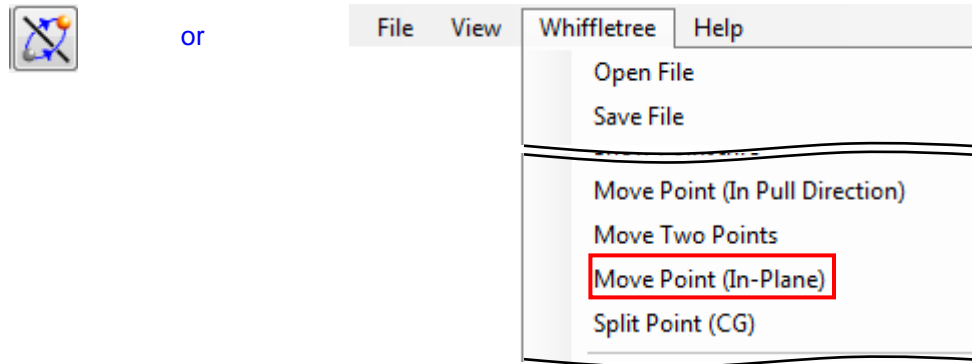 or
File View Whiffletree Help
Open File
Save File
Move Point (In Pull Direction)
Move Two Points
Move Point (In-Plane)
Split Point (CG)